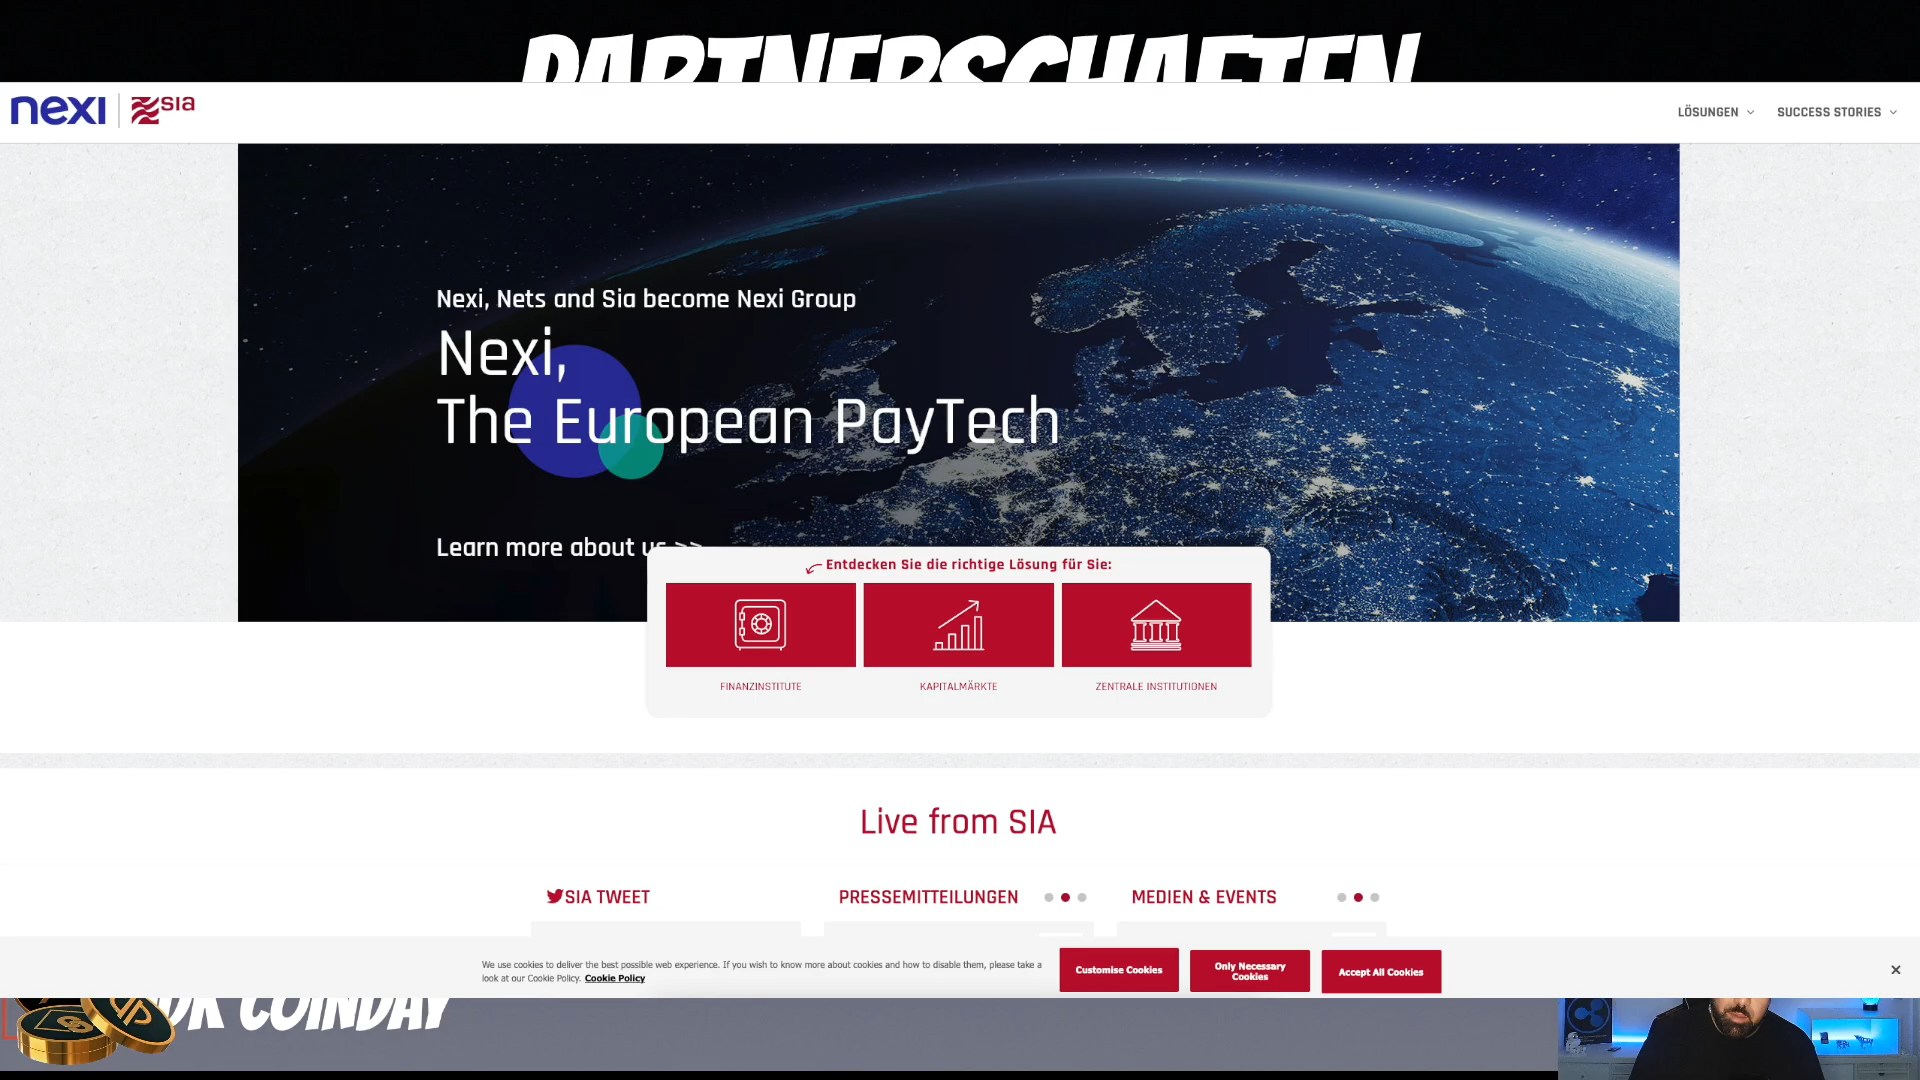 PARTNERSCHAFTEN
nexi sia
LÖSUNGEN
SUCCESS STORIES
Nexi, Nets and Sia become Nexi Group
Nexi,
The European PayTech
Learn more about us >>
Entdecken Sie die richtige Lösung für Sie:
FINANZINSTITUTE
KAPITALMÄRKTE
ZENTRALE INSTITUTIONEN
Live from SIA
SIA TWEET
PRESSEMITTEILUNGEN
MEDIEN & EVENTS
We use cookies to deliver the best possible web experience. If you wish to know more about cookies and how to disable them, please take a
look at our Cookie Policy. Cookie Policy
Customise Cookies
Only Necessary
Cookies
Accept All Cookies
COINDAY